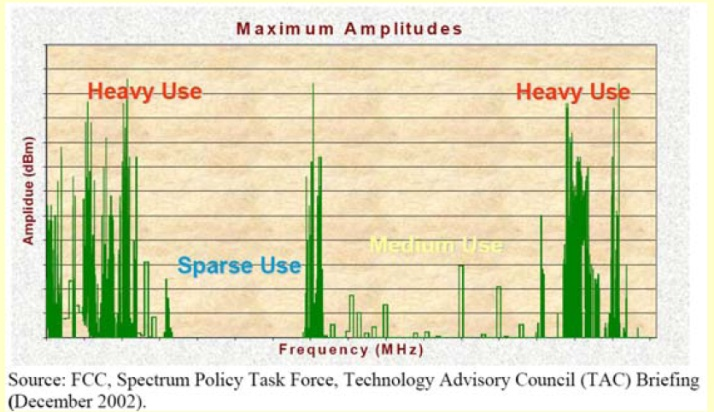 Maximum Amplitudes
Heavy Use
Heavy Use
Amplidue (dBm)
Sparse Use
Medium Use
Frequency (MHz)
Source: FCC, Spectrum Policy Task Force, Technology Advisory Council (TAC) Briefing
(December 2002).